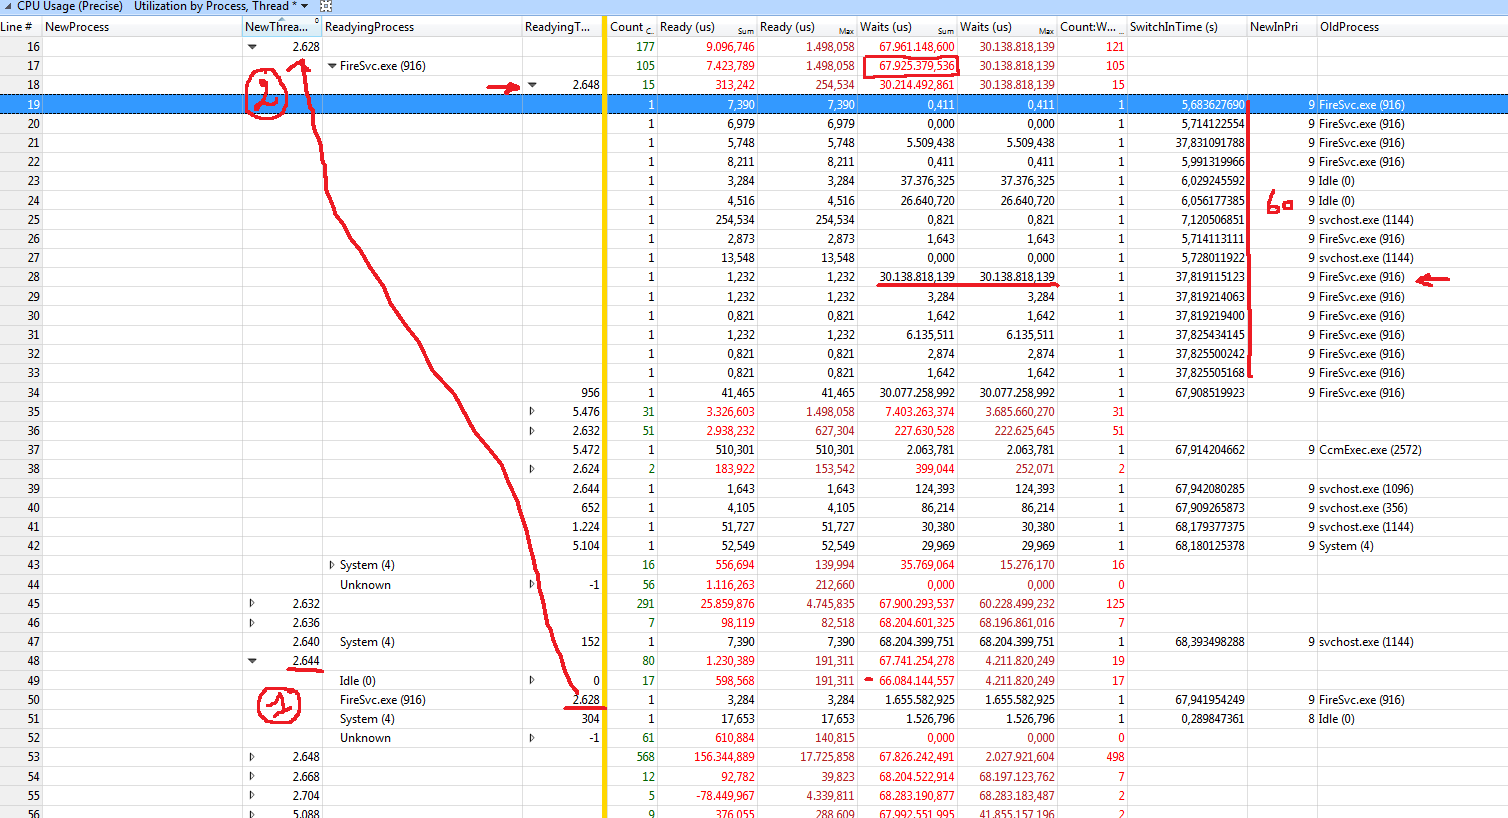 CPU Usage (Precise) Utilization by Process, Thread *
Line # NewProcess NewThrea... 0 ReadyingProcess ReadyingT... Count C.. Ready (us) Sum Ready (us) Max Waits (us) Sum Waits (us) Max Count:W... SwitchInTime (s) NewInPri OldProcess
16 2.628 177 9.096,746 1.498,058 67.961.148,600 30.138.818,139 121
17 FireSvc.exe (916) 105 7.423,789 1.498,058 67.925.379,536 30.138.818,139 105
18 2.648 15 313,242 254,534 30.214.492,861 30.138.818,139 15
2
19 1 7,390 7,390 0,411 0,411 1 5,683627690 9 FireSvc.exe (916)
20 1 6,979 6,979 0,000 0,000 1 5,714122554 9 FireSvc.exe (916)
21 1 5,748 5,748 5.509,438 5.509,438 1 37,831091788 9 FireSvc.exe (916)
22 1 8,211 8,211 0,411 0,411 1 5,991319966 9 FireSvc.exe (916)
23 1 3,284 3,284 37.376,325 37.376,325 1 6,029245592 9 Idle (0)
24 1 4,516 4,516 26.640,720 26.640,720 1 6,056177385 9 Idle (0)
25 1 254,534 254,534 0,821 0,821 1 7,120506851 9 svchost.exe (1144)
26 1 2,873 2,873 1,643 1,643 1 5,714113111 9 FireSvc.exe (916)
27 1 13,548 13,548 0,000 0,000 1 5,728011922 9 svchost.exe (1144)
28 1 1,232 1,232 30.138.818,139 30.138.818,139 1 37,819115123 9 FireSvc.exe (916)
29 1 1,232 1,232 3,284 3,284 1 37,819214063 9 FireSvc.exe (916)
30 1 0,821 0,821 1,642 1,642 1 37,819219400 9 FireSvc.exe (916)
31 1 1,232 1,232 6.135,511 6.135,511 1 37,825434145 9 FireSvc.exe (916)
32 1 0,821 0,821 2,874 2,874 1 37,825500242 9 FireSvc.exe (916)
33 1 0,821 0,821 1,642 1,642 1 37,825505168 9 FireSvc.exe (916)
34 956 1 41,465 41,465 30.077.258,992 30.077.258,992 1 67,908519923 9 FireSvc.exe (916)
35 5.476 31 3.326,603 1.498,058 7.403.263,374 3.685.660,270 31
36 2.632 51 2.938,232 627,304 227.630,528 222.625,645 51
37 5.472 1 510,301 510,301 2.063,781 2.063,781 1 67,914204662 9 CcmExec.exe (2572)
38 2.624 2 183,922 153,542 399,044 252,071 2
39 2.644 1 1,643 1,643 124,393 124,393 1 67,942080285 9 svchost.exe (1096)
40 652 1 4,105 4,105 86,214 86,214 1 67,909265873 9 svchost.exe (356)
41 1.224 1 51,727 51,727 30,380 30,380 1 68,179377375 9 svchost.exe (1144)
42 5.104 1 52,549 52,549 29,969 29,969 1 68,180125378 9 System (4)
43 System (4) 16 556,694 139,994 35.769,064 15.276,170 16
44 Unknown -1 56 1.116,263 212,660 0,000 0,000 0
45 2.632 291 25.859,876 4.745,835 67.900.293,537 60.228.499,232 125
46 2.636 7 98,119 82,518 68.204.601,325 68.196.861,016 7
47 2.640 System (4) 152 1 7,390 7,390 68.204.399,751 68.204.399,751 1 68,393498288 9 svchost.exe (1144)
48 2.644 80 1.230,389 191,311 67.741.254,278 4.211.820,249 19
49 Idle (0) 0 17 598,568 191,311 66.084.144,557 4.211.820,249 17
1
50 FireSvc.exe (916) 2.628 1 3,284 3,284 1.655.582,925 1.655.582,925 1 67,941954249 9 FireSvc.exe (916)
51 System (4) 304 1 17,653 17,653 1.526,796 1.526,796 1 0,289847361 8 Idle (0)
52 Unknown -1 61 610,884 140,815 0,000 0,000 0
53 2.648 568 156.344,889 17.725,858 67.826.242,491 2.027.921,604 498
54 2.668 12 92,782 39,823 68.204.522,914 68.197.123,762 7
55 2.704 5 -78.449,967 4.339,811 68.283.190,877 68.283.183,487 2
56 5.088 9 376,055 288,609 67.992.551,995 41.855.157,196 2